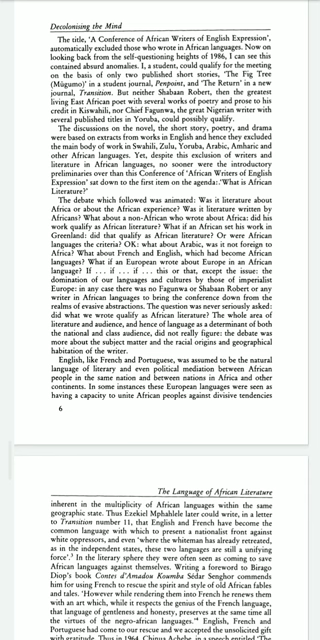 Decolonising the Mind
The title, 'A Conference of African Writers of English Expression',
automatically excluded those who wrote in African languages. Now on
looking back from the self-questioning heights of 1986, I can see this
contained absurd anomalies. I, a student, could qualify for the meeting
on the basis of only two published short stories, 'The Fig Tree
(Mũgumo)' in a student journal, Penpoint, and 'The Return' in a new
journal, Transition. But neither Shabaan Robert, then the greatest
living East African poet with several works of poetry and prose to his
credit in Kiswahili, nor Chief Fagunwa, the great Nigerian writer with
several published titles in Yoruba, could possibly qualify.
The discussions on the novel, the short story, poetry, and drama
were based on extracts from works in English and hence they excluded
the main body of work in Swahili, Zulu, Yoruba, Arabic, Amharic and
other African languages. Yet, despite this exclusion of writers and
literature in African languages, no sooner were the introductory
preliminaries over than this Conference of 'African Writers of English
Expression' sat down to the first item on the agenda: 'What is African
Literature?'
The debate which followed was animated: Was it literature about
Africa or about the African experience? Was it literature written by
Africans? What about a non-African who wrote about Africa: did his
work qualify as African literature? What if an African set his work in
Greenland: did that qualify as African literature? Or were African
languages the criteria? OK: what about Arabic, was it not foreign to
Africa? What about French and English, which had become African
languages? What if an European wrote about Europe in an African
language? If . . . if . . . if . . . this or that, except the issue: the
domination of our languages and cultures by those of imperialist
Europe: in any case there was no Fagunwa or Shabaan Robert or any
writer in African languages to bring the conference down from the
realms of evasive abstractions. The question was never seriously asked:
did what we wrote qualify as African literature? The whole area of
literature and audience, and hence of language as a determinant of both
the national and class audience, did not really figure: the debate was
more about the subject matter and the racial origins and geographical
habitation of the writer.
English, like French and Portuguese, was assumed to be the natural
language of literary and even political mediation between African
people in the same nation and between nations in Africa and other
continents. In some instances these European languages were seen as
having a capacity to unite African peoples against divisive tendencies
6
The Language of African Literature
inherent in the multiplicity of African languages within the same
geographic state. Thus Ezekiel Mphahlele later could write, in a letter
to Transition number 11, that English and French have become the
common language with which to present a nationalist front against
white oppressors, and even 'where the whiteman has already retreated,
as in the independent states, these two languages are still a unifying
force'.³ In the literary sphere they were often seen as coming to save
African languages against themselves. Writing a foreword to Birago
Diop's book Contes d'Amadou Koumba Sédar Senghor commends
him for using French to rescue the spirit and style of old African fables
and tales. 'However while rendering them into French he renews them
with an art which, while it respects the genius of the French language,
that language of gentleness and honesty, preserves at the same time all
the virtues of the negro-african languages.'⁴ English, French and
Portuguese had come to our rescue and we accepted the unsolicited gift
with gratitude. Thus in 1964, Chinua Achebe, in a speech entitled 'The